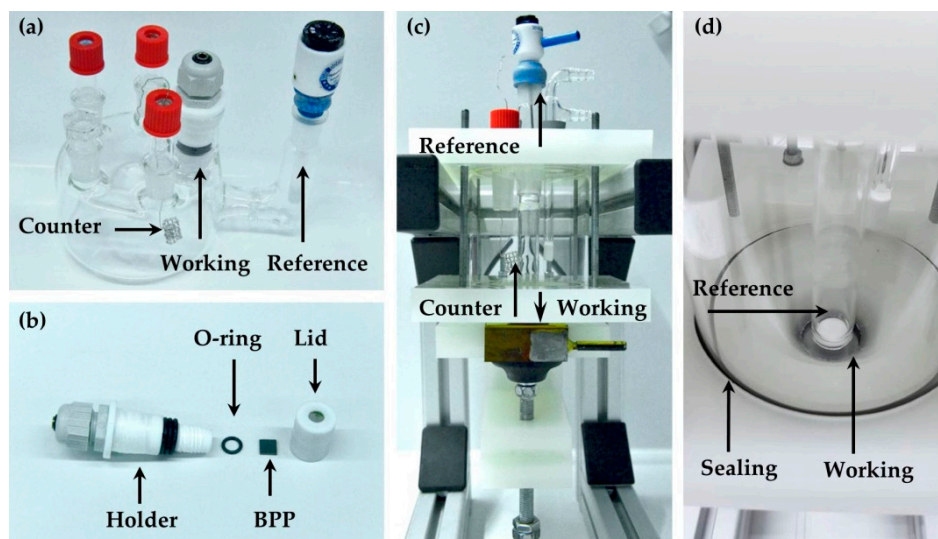 (a)
Counter
Working
Reference
(b)
O-ring
Lid
Holder
BPP
(c)
Reference
Counter
Working
(d)
Reference
Sealing
Working